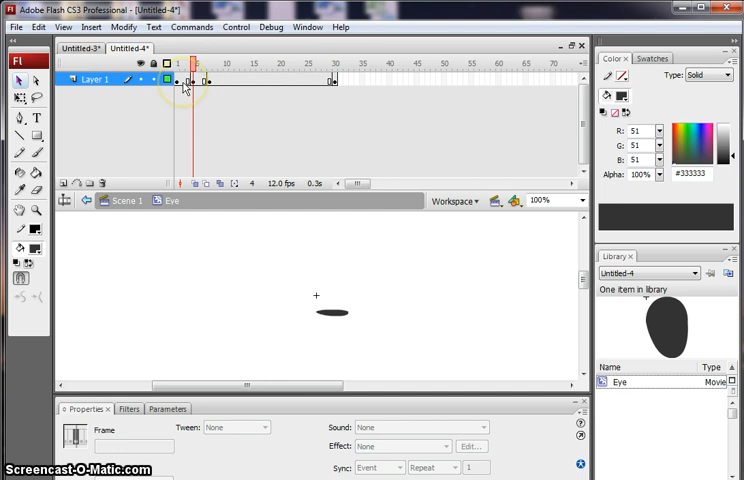 Adobe Flash CS3 Professional - [Untitled-4*]
File Edit View Insert Modify Text Commands Control Debug Window Help
Untitled-3* Untitled-4*
1 5 10 15 20 25 30 35 40 45 50 55 60 65 70
Layer 1
4 12.0 fps 0.3s
Scene 1 Eye Workspace 100%
Properties Filters Parameters
Frame Tween: None Sound: None
Effect: None Edit...
Sync: Event Repeat 1
Color Swatches
Type: Solid
R: 51
G: 51
B: 51
Alpha: 100% #333333
Library
Untitled-4
One item in library
Name Type
Eye Movie
Fl
Screencast-O-Matic.com